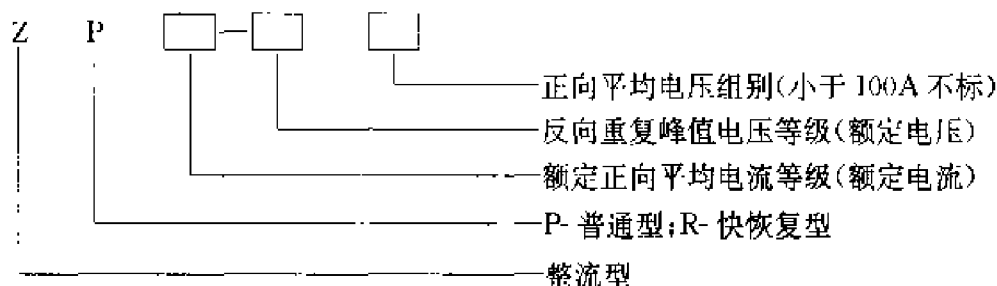 Z P □-□ □
正向平均电压组别(小于100A不标)
反向重复峰值电压等级(额定电压)
额定正向平均电流等级(额定电流)
P-普通型;R-快恢复型
整流型